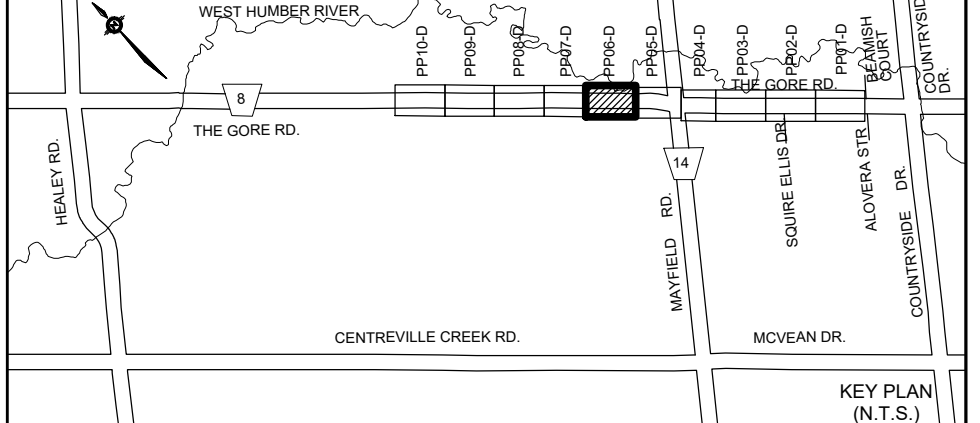 WEST HUMBER RIVER
PP10-D
PP09-D
PP08-D
PP07-D
PP06-D
PP05-D
PP04-D
PP03-D
PP02-D
PP01-D
BEAMISH
COURT
COUNTRYSIDE
DR.
THE GORE RD.
8
THE GORE RD.
HEALEY RD.
14
MAYFIELD RD.
SQUIRE ELLIS DR
ALOVERA STR
COUNTRYSIDE DR.
CENTREVILLE CREEK RD.
MCVEAN DR.
KEY PLAN
(N.T.S.)